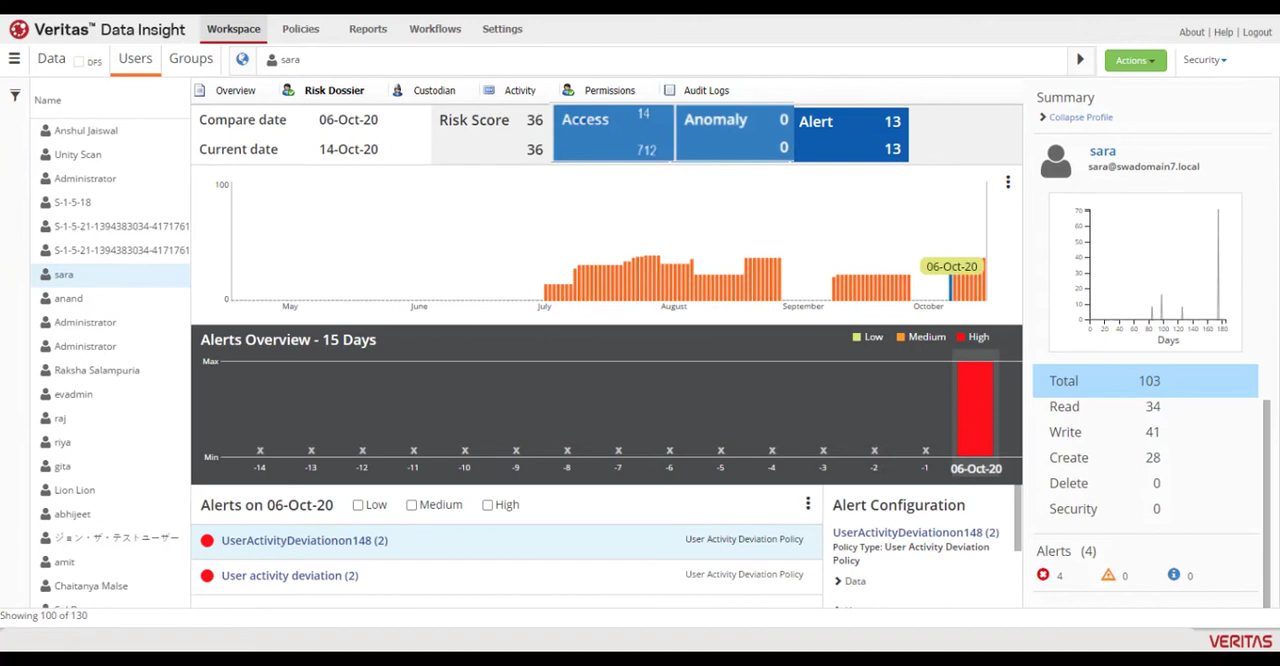 Veritas™ Data Insight
Workspace
Policies
Reports
Workflows
Settings
About | Help | Logout
Data
DFS
Users
Groups
sara
Actions
Security
Name
Anshul Jaiswal
Unity Scan
Administrator
S-1-5-18
S-1-5-21-1394383034-4171761
S-1-5-21-1394383034-4171761
sara
anand
Administrator
Administrator
Raksha Salampuria
evadmin
raj
riya
gita
Lion Lion
abhijeet
ジョン・ザ・テストユーザー
amit
Chaitanya Malse
Showing 100 of 130
Overview
Risk Dossier
Custodian
Activity
Permissions
Audit Logs
Compare date 06-Oct-20
Current date 14-Oct-20
Risk Score 36
36
Access 14
712
Anomaly 0
0
Alert 13
13
100
0
06-Oct-20
May June July August September October
Alerts Overview - 15 Days
Low Medium High
Max
x x x x x x x x x x x x x x
Min
-14 -13 -12 -11 -10 -9 -8 -7 -6 -5 -4 -3 -2 -1 06-Oct-20
Alerts on 06-Oct-20
Low Medium High
UserActivityDeviationon148 (2)
User Activity Deviation Policy
User activity deviation (2)
User Activity Deviation Policy
Alert Configuration
UserActivityDeviationon148 (2)
Policy Type: User Activity Deviation
Policy
Data
Summary
Collapse Profile
sara
sara@swadomain7.local
70
60
50
40
30
20
10
0
0 20 40 60 80 100 120 140 160 180
Days
Total 103
Read 34
Write 41
Create 28
Delete 0
Security 0
Alerts (4)
4 0 0
VERITAS